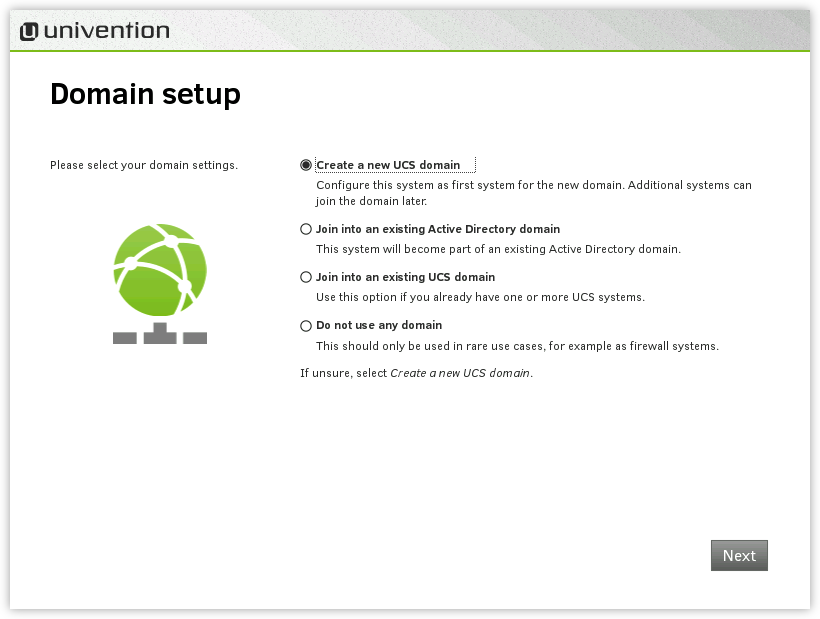 univention
Domain setup
Please select your domain settings.
Create a new UCS domain
Configure this system as first system for the new domain. Additional systems can
join the domain later.
Join into an existing Active Directory domain
This system will become part of an existing Active Directory domain.
Join into an existing UCS domain
Use this option if you already have one or more UCS systems.
Do not use any domain
This should only be used in rare use cases, for example as firewall systems.
If unsure, select Create a new UCS domain.
Next